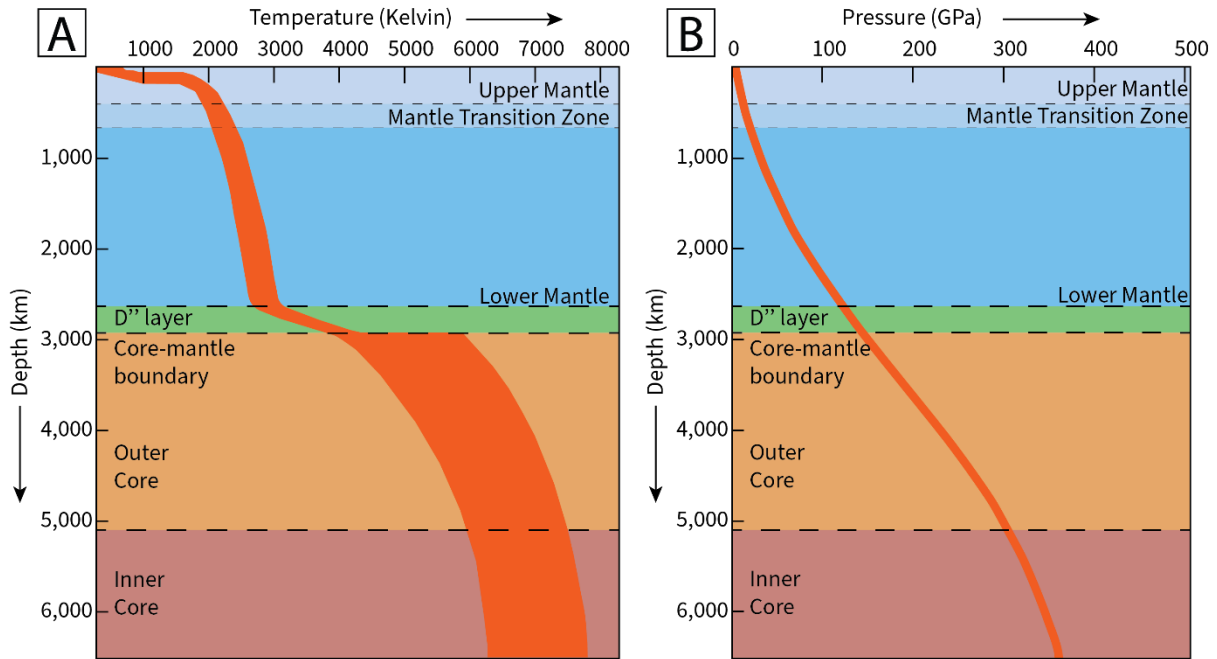 A
Temperature (Kelvin)
1000 2000 3000 4000 5000 6000 7000 8000
Depth (km)
1,000
2,000
3,000
4,000
5,000
6,000
Upper Mantle
Mantle Transition Zone
Lower Mantle
D’’ layer
Core-mantle
boundary
Outer
Core
Inner
Core
B
Pressure (GPa)
0 100 200 300 400 500
Depth (km)
1,000
2,000
3,000
4,000
5,000
6,000
Upper Mantle
Mantle Transition Zone
Lower Mantle
D’’ layer
Core-mantle
boundary
Outer
Core
Inner
Core